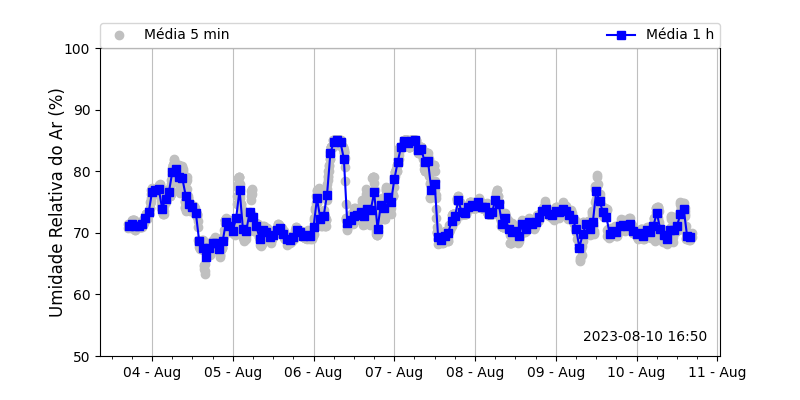 Média 5 min
Média 1 h
Umidade Relativa do Ar (%)
100
90
80
70
60
50
2023-08-10 16:50
04 - Aug
05 - Aug
06 - Aug
07 - Aug
08 - Aug
09 - Aug
10 - Aug
11 - Aug